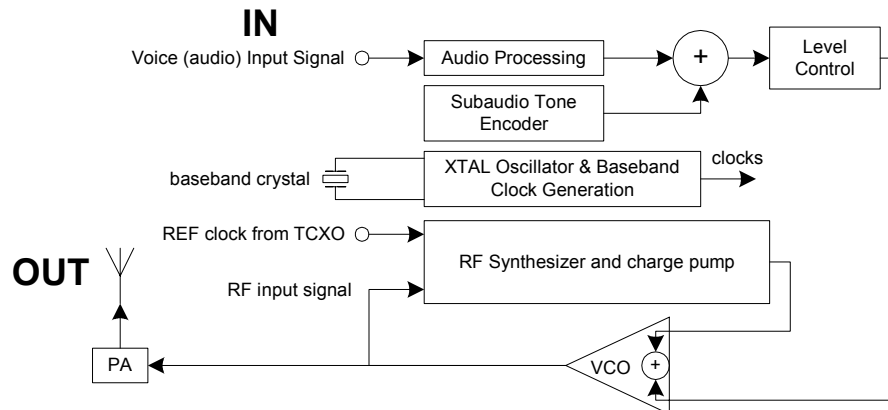 IN
Voice (audio) Input Signal
Audio Processing
+
Level
Control
Subaudio Tone
Encoder
baseband crystal
XTAL Oscillator & Baseband
Clock Generation
clocks
REF clock from TCXO
RF Synthesizer and charge pump
OUT
RF input signal
PA
VCO
+